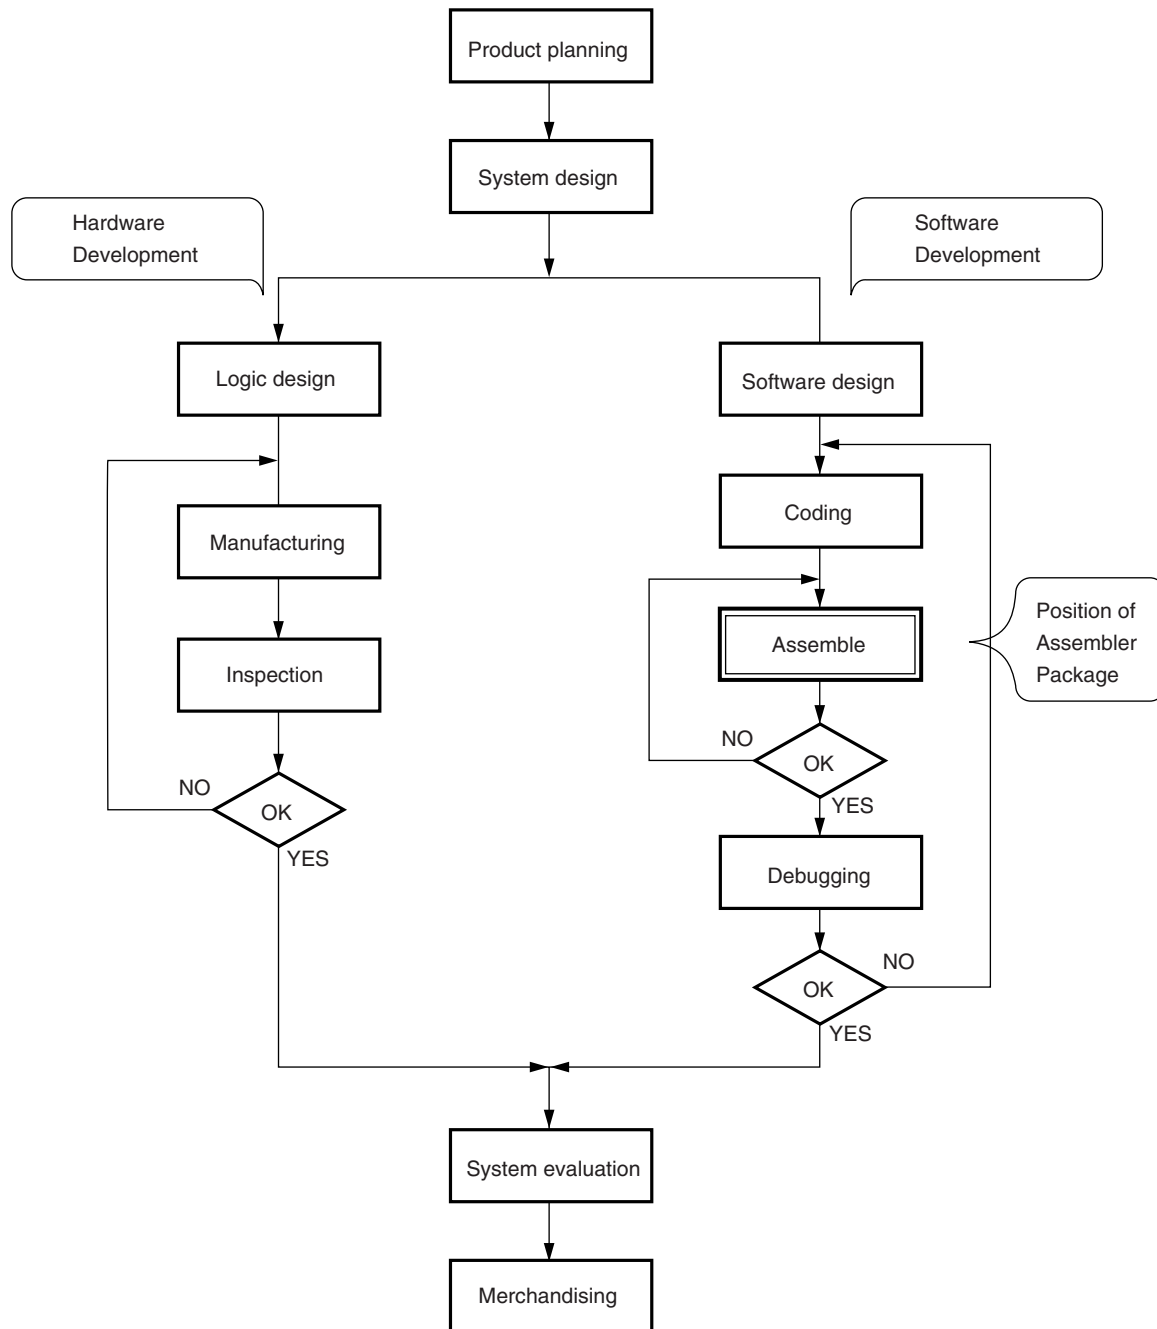 Product planning
System design
Hardware
Development
Software
Development
Logic design
Software design
Manufacturing
Coding
Inspection
Assemble
Position of
Assembler
Package
NO
OK
YES
NO
OK
YES
Debugging
OK
NO
YES
System evaluation
Merchandising